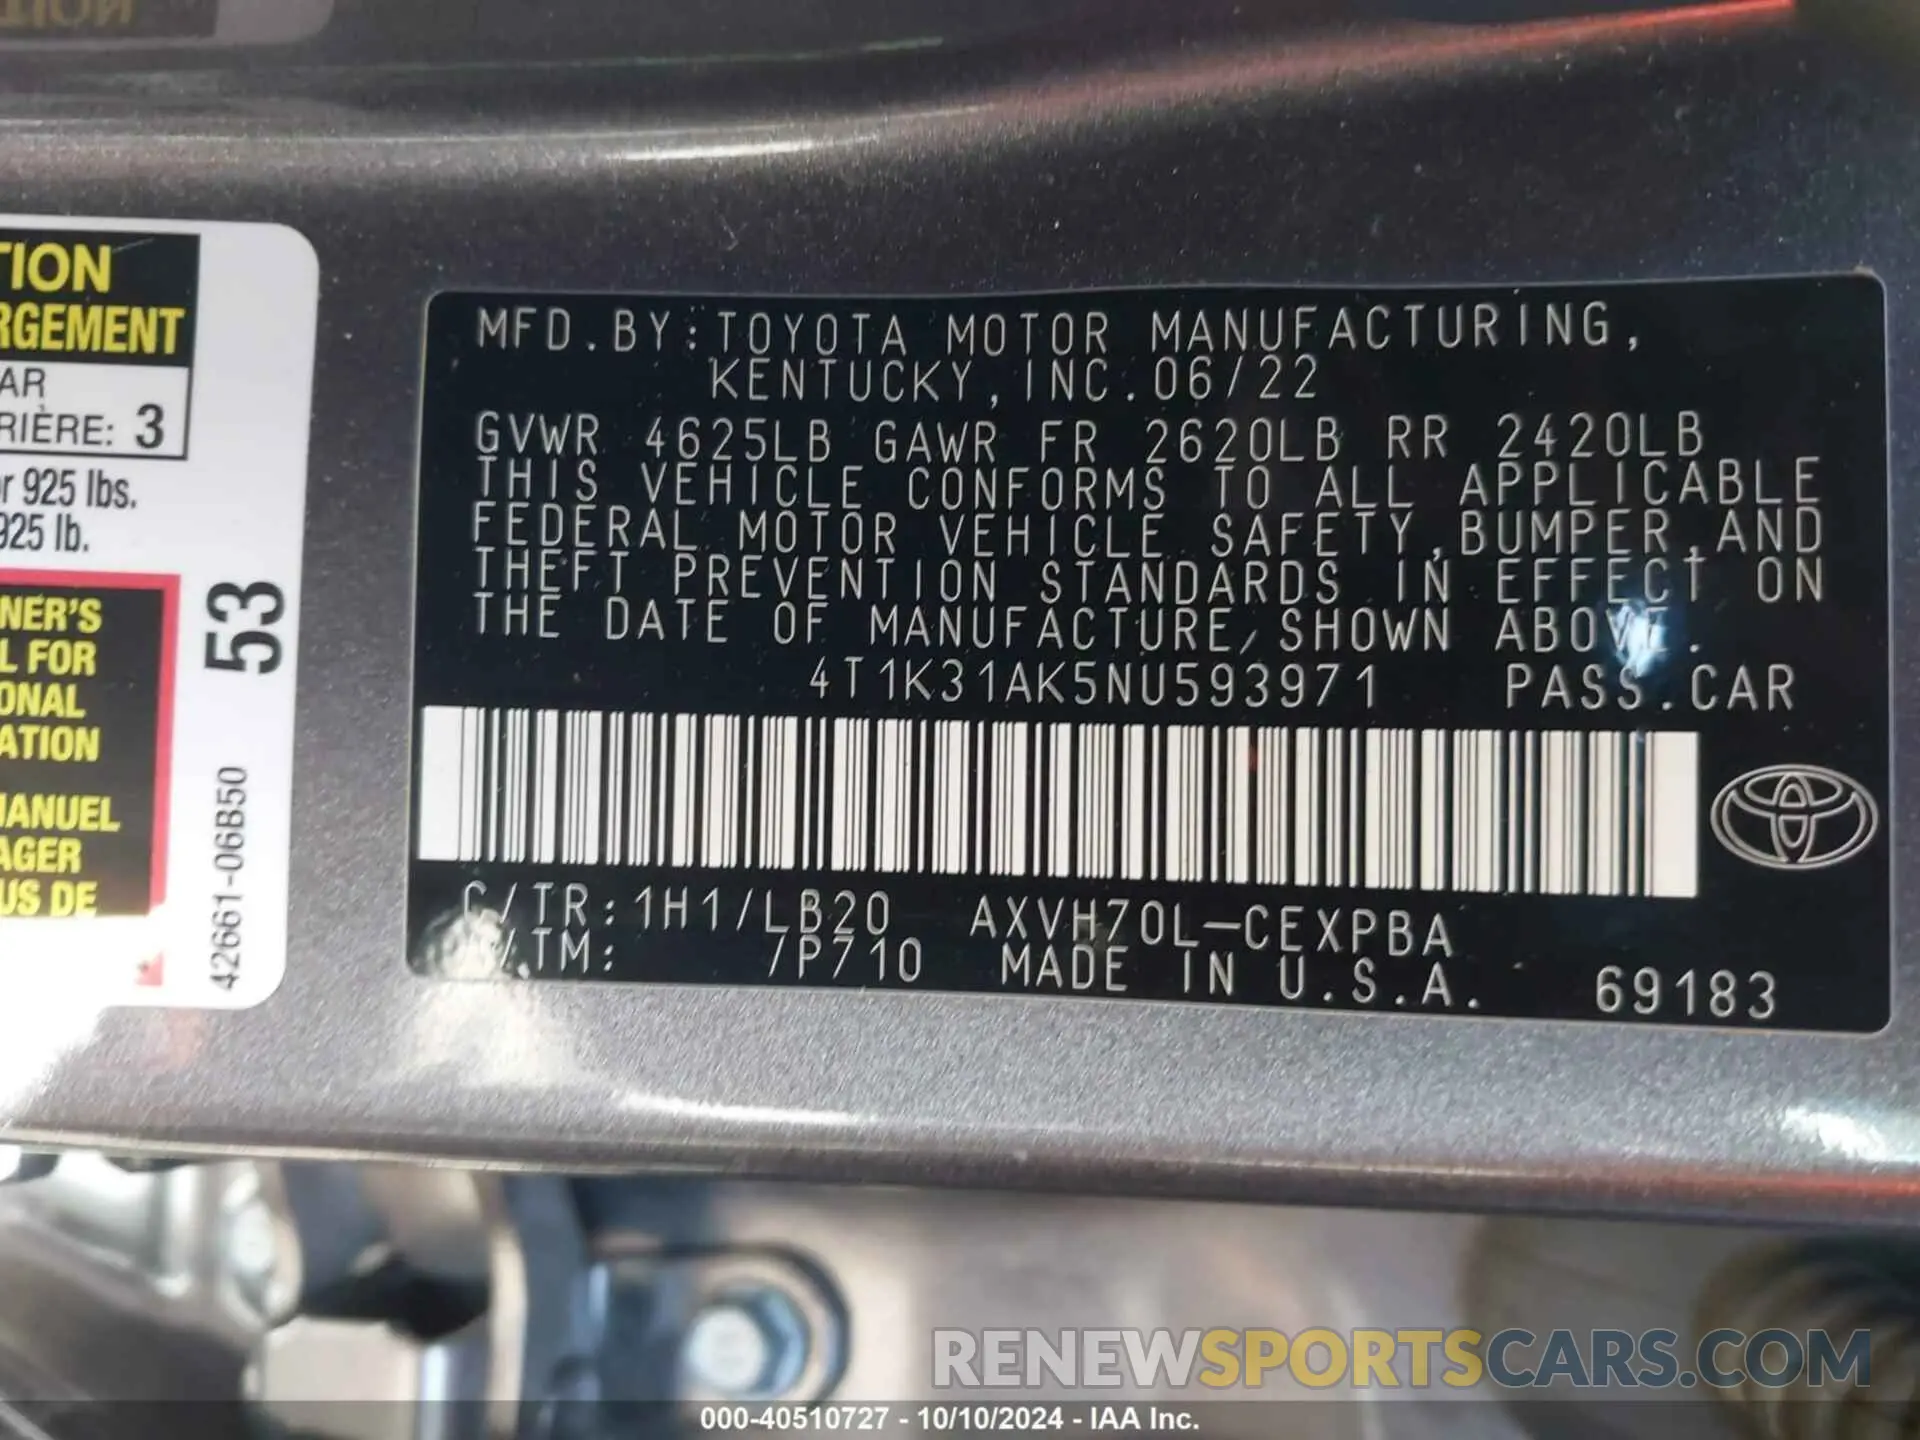 TION
RGEMENT
AR
RIÈRE: 3
r 925 lbs.
925 lb.
NER'S
L FOR
ONAL
ATION
MANUEL
AGER
US DE
53
42661-06B50
MFD. BY: TOYOTA MOTOR MANUFACTURING,
KENTUCKY, INC. 06/22
GVWR 4625LB GAWR FR 2620LB RR 2420LB
THIS VEHICLE CONFORMS TO ALL APPLICABLE
FEDERAL MOTOR VEHICLE SAFETY, BUMPER, AND
THEFT PREVENTION STANDARDS IN EFFECT ON
THE DATE OF MANUFACTURE, SHOWN ABOVE.
4T1K31AK5NU593971 PASS. CAR
C/TR: 1H1/LB20 AXVH70L-CEXPBA
A/TM: /P710 MADE IN U.S.A. 69183
RENEWSPORTSCARS.COM
000-40510727 - 10/10/2024 - IAA Inc.